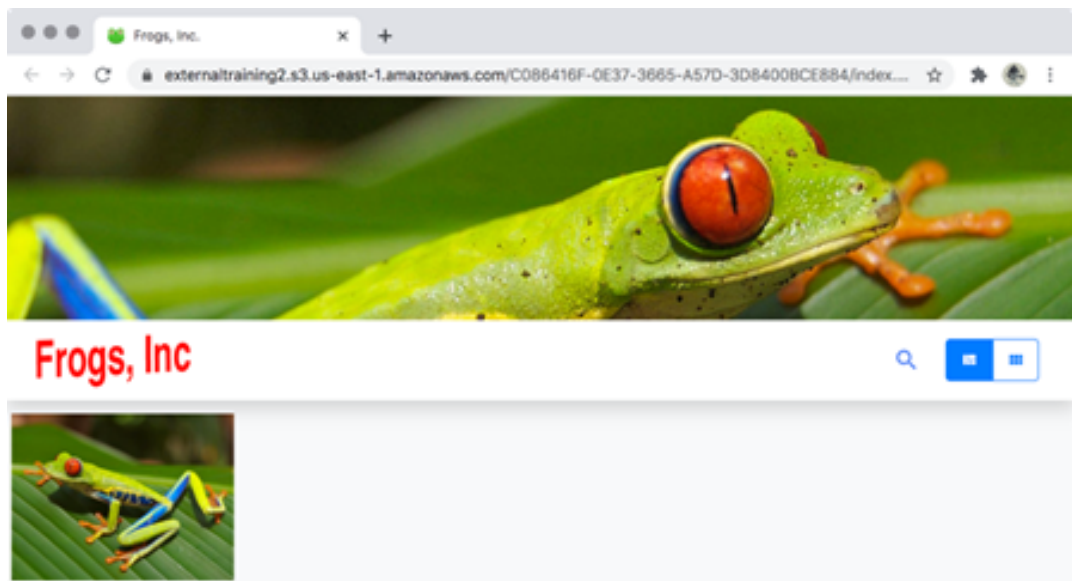 Frogs, Inc.
externaltraining2.s3.us-east-1.amazonaws.com/C086416F-0E37-3665-A57D-3D8400BCE884/index....
Frogs, Inc